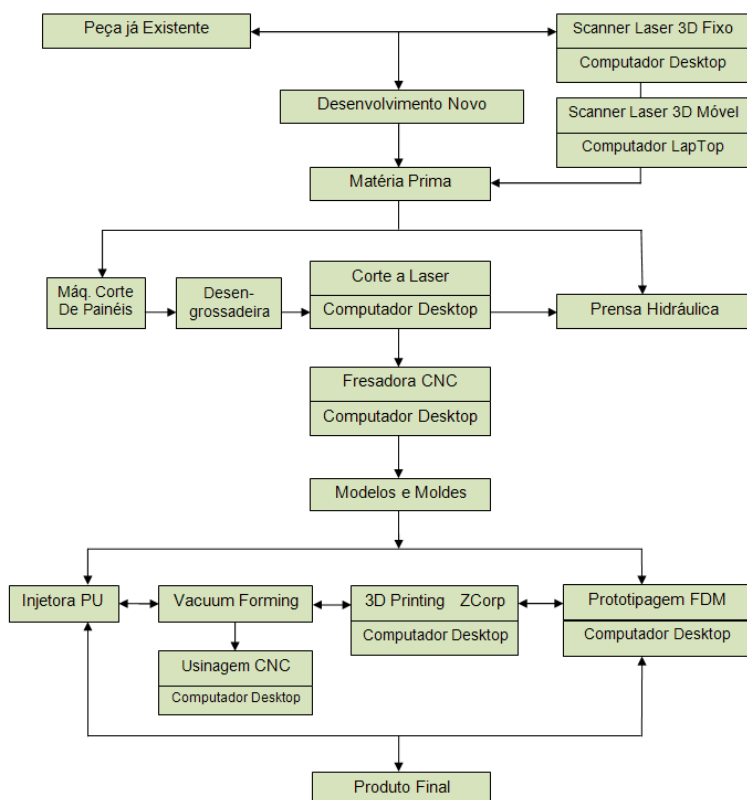 Peça já Existente
Scanner Laser 3D Fixo
Computador Desktop
Desenvolvimento Novo
Scanner Laser 3D Móvel
Computador LapTop
Matéria Prima
Máq. Corte
De Painéis
Desen-
grossadeira
Corte a Laser
Computador Desktop
Prensa Hidráulica
Fresadora CNC
Computador Desktop
Modelos e Moldes
Injetora PU
Vacuum Forming
3D Printing ZCorp
Computador Desktop
Prototipagem FDM
Computador Desktop
Usinagem CNC
Computador Desktop
Produto Final